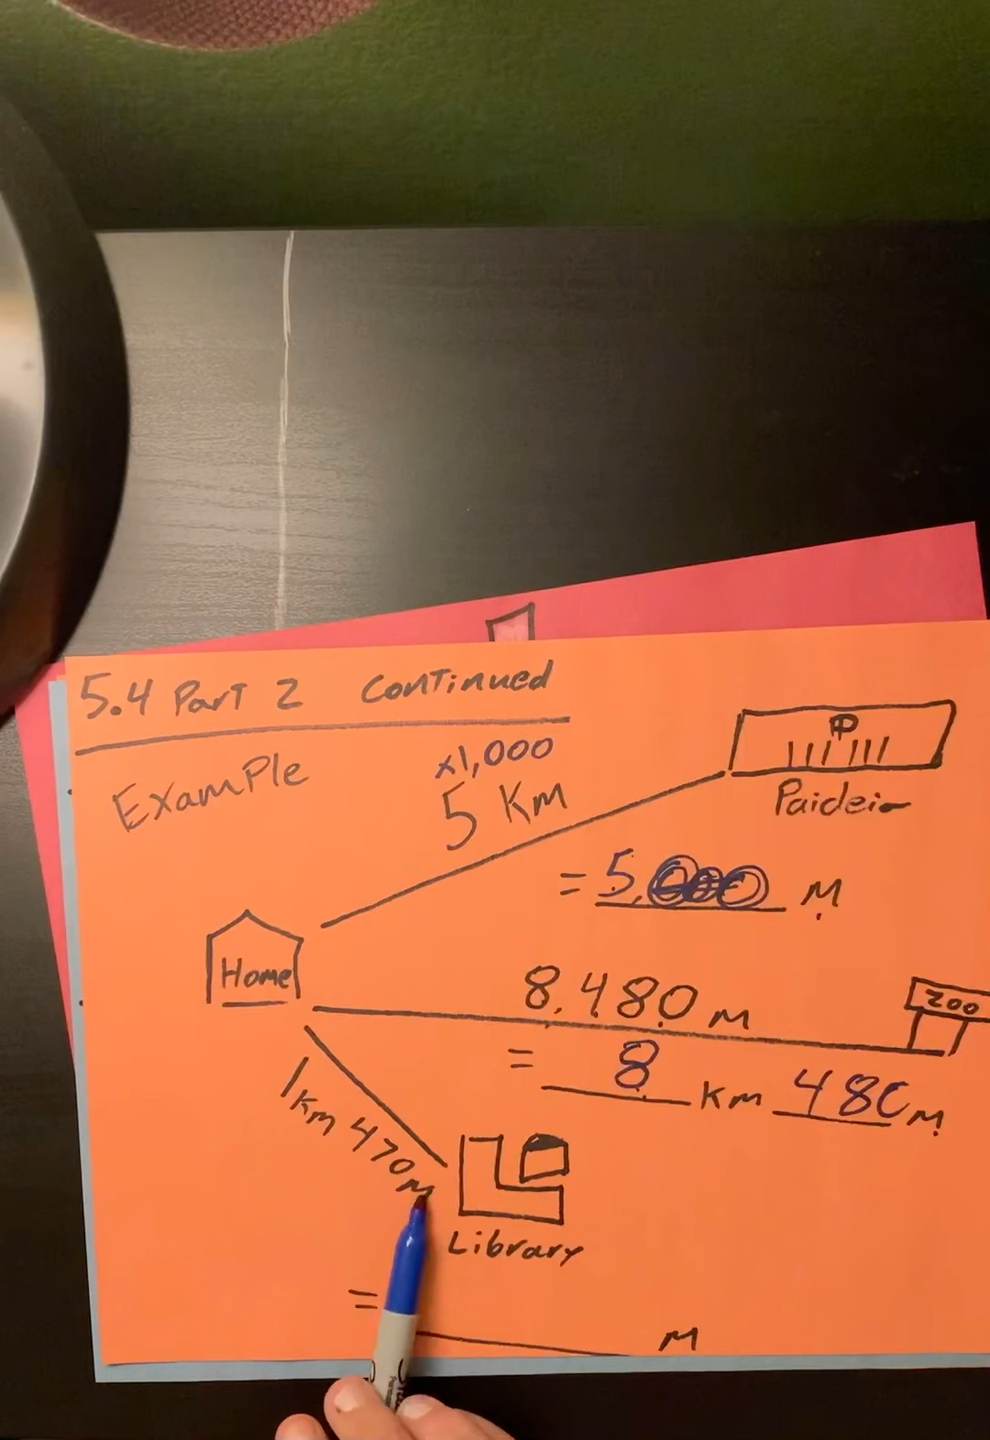 5.4 Part 2 Continued
Example
x1,000
5 Km
P
Paideia
= 5,000 M
Home
8,480 M
Zoo
= 8 Km 480 M
1 Km 470 M
Library
= M